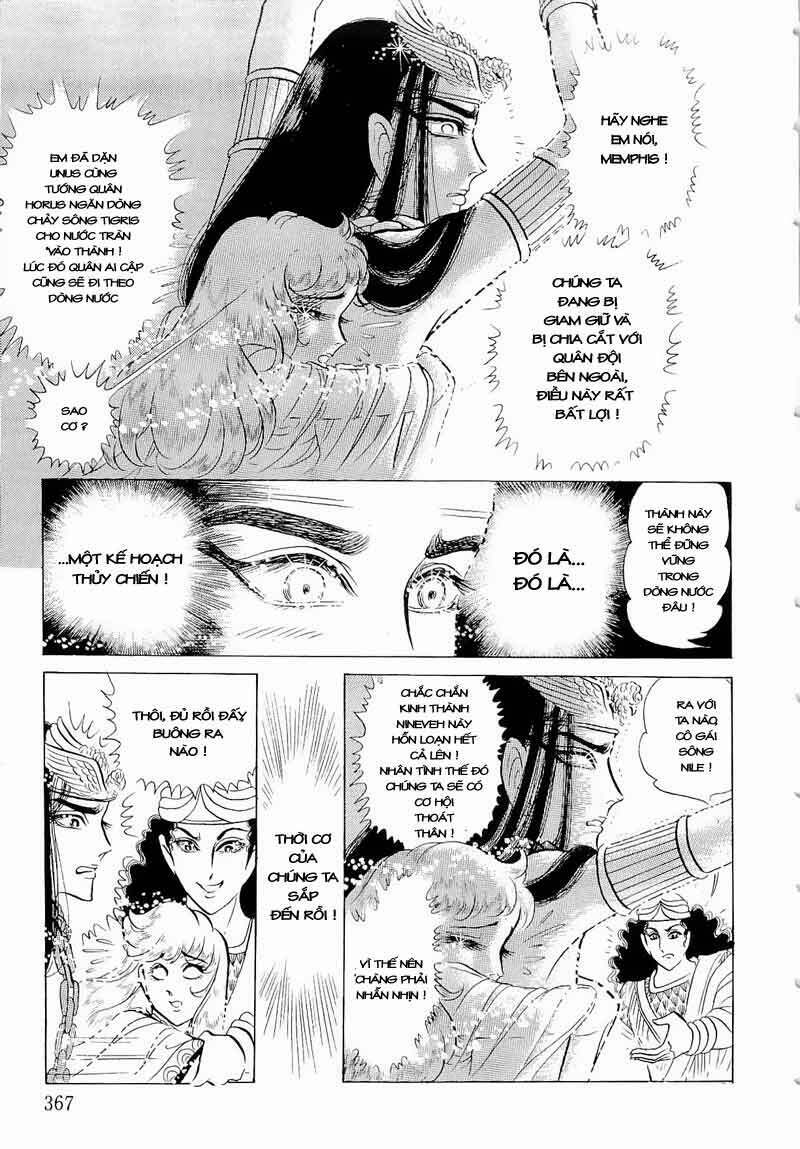 HÃY NGHE
EM NÓI,
MEMPHIS !
CHÚNG TA
ĐANG BỊ
GIAM GIỮ VÀ
BỊ CHIA CẮT VỚI
QUÂN ĐỘI
BÊN NGOÀI,
ĐIỀU NÀY RẤT
BẤT LỢI !
EM ĐÃ DẶN
UNUS CÙNG
TƯỚNG QUÂN
HORUS NGĂN DÒNG
CHẢY SÔNG TIGRIS
CHO NƯỚC TRÀN
VÀO THÀNH !
LÚC ĐÓ QUÂN AI CẬP
CŨNG SẼ ĐI THEO
DÒNG NƯỚC
SAO
CƠ ?
THÀNH NÀY
SẼ KHÔNG
THỂ ĐỨNG
VỮNG
TRONG
DÒNG NƯỚC
ĐÂU !
ĐÓ LÀ...
ĐÓ LÀ...
...MỘT KẾ HOẠCH
THỦY CHIẾN !
RA VỚI
TA NÀO,
CÔ GÁI
SÔNG
NILE !
CHẮC CHẮN
KINH THÀNH
NINEVEH NÀY
HỖN LOẠN HẾT
CẢ LÊN !
NHÂN TÌNH THẾ ĐÓ
CHÚNG TA SẼ CÓ
CƠ HỘI
THOÁT
THÂN !
VÌ THẾ NÊN
CHÀNG PHẢI
NHẪN NHỊN !
THỜI CƠ
CỦA
CHÚNG TA
SẮP
ĐẾN RỒI !
THÔI, ĐỦ RỒI ĐẤY,
BUÔNG RA
NÀO !
367